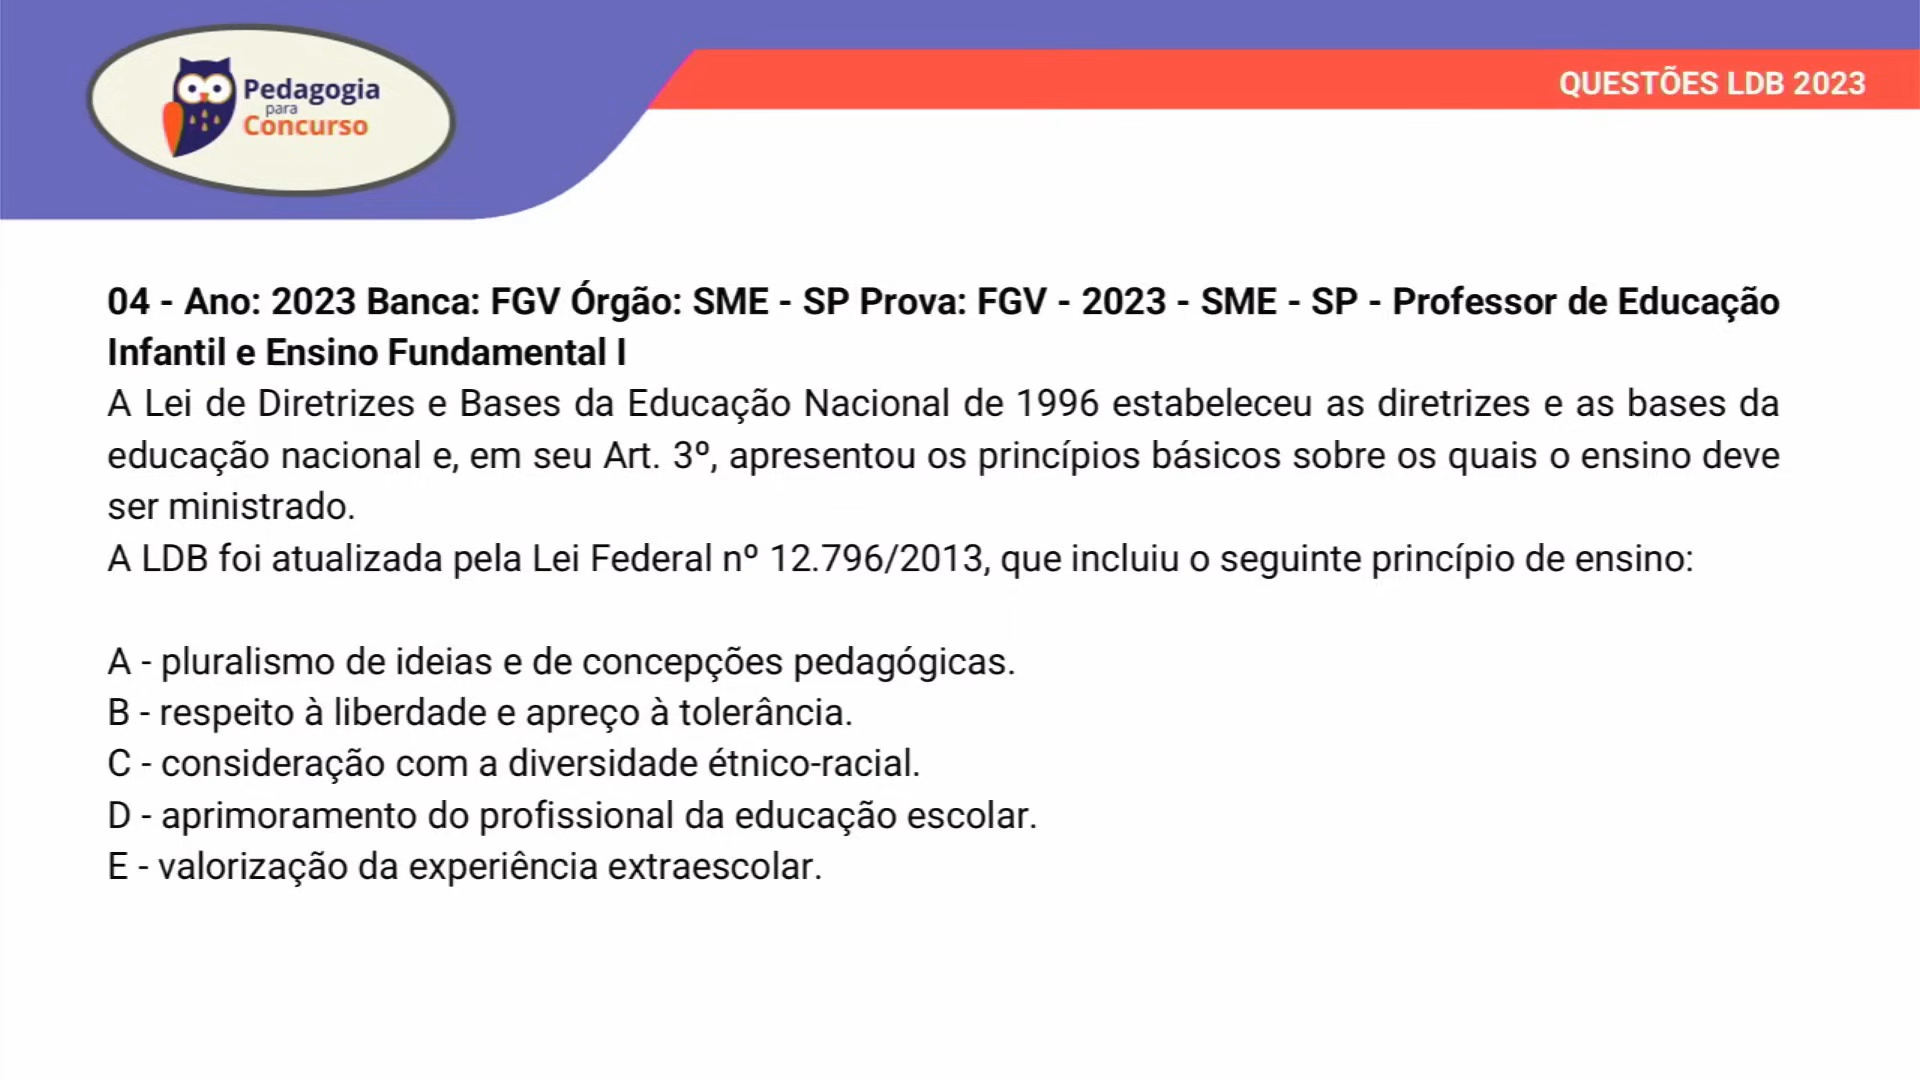 Pedagogia
para
Concurso
QUESTÕES LDB 2023
04 - Ano: 2023 Banca: FGV Órgão: SME - SP Prova: FGV - 2023 - SME - SP - Professor de Educação
Infantil e Ensino Fundamental I
A Lei de Diretrizes e Bases da Educação Nacional de 1996 estabeleceu as diretrizes e as bases da
educação nacional e, em seu Art. 3º, apresentou os princípios básicos sobre os quais o ensino deve
ser ministrado.
A LDB foi atualizada pela Lei Federal nº 12.796/2013, que incluiu o seguinte princípio de ensino:
A - pluralismo de ideias e de concepções pedagógicas.
B - respeito à liberdade e apreço à tolerância.
C - consideração com a diversidade étnico-racial.
D - aprimoramento do profissional da educação escolar.
E - valorização da experiência extraescolar.